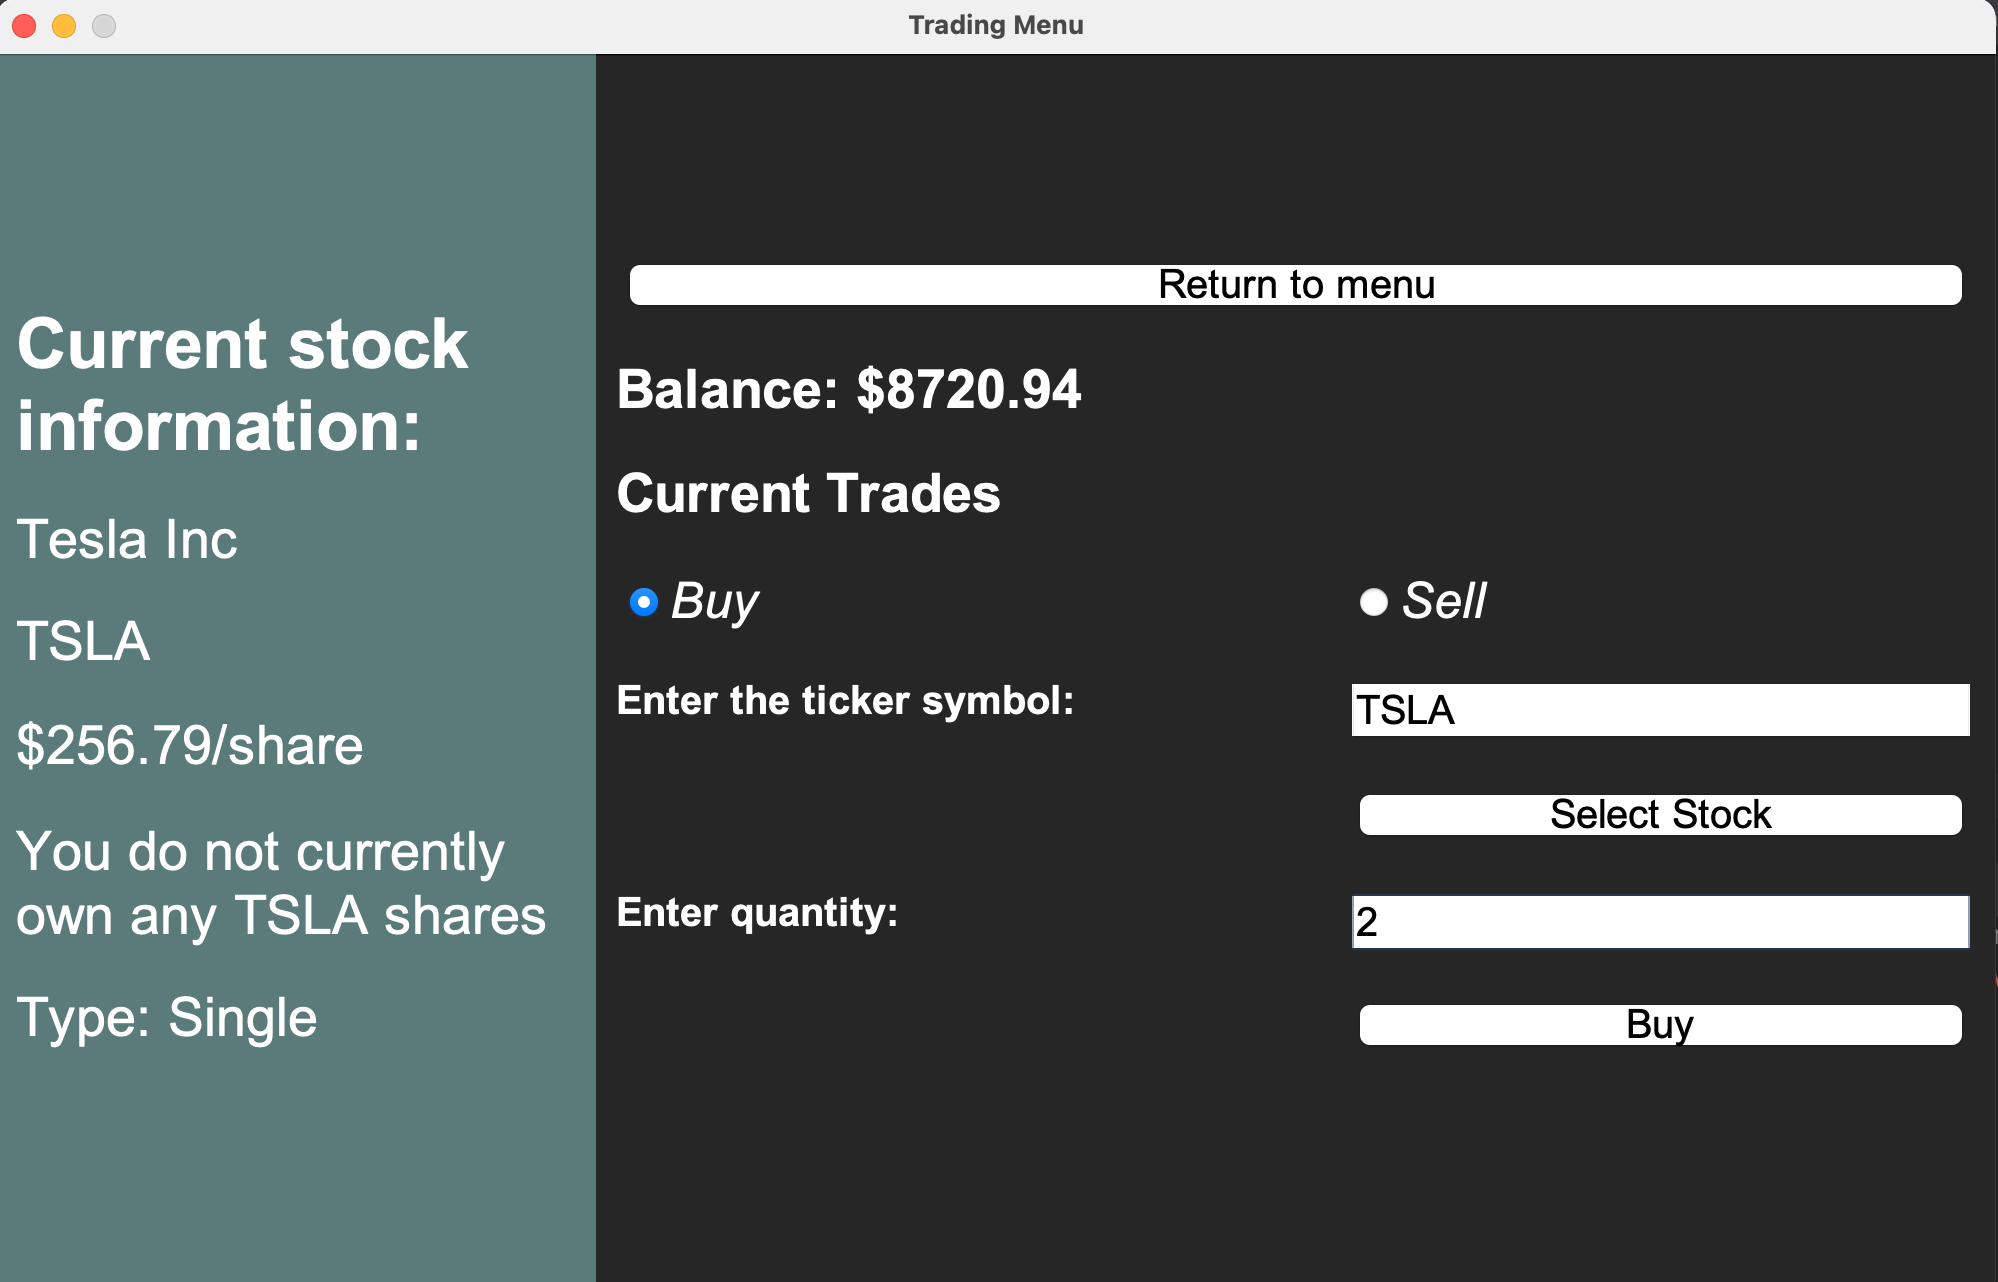 Trading Menu
Current stock
information:
Tesla Inc
TSLA
$256.79/share
You do not currently
own any TSLA shares
Type: Single
Return to menu
Balance: $8720.94
Current Trades
Buy
Sell
Enter the ticker symbol:
TSLA
Select Stock
Enter quantity:
2
Buy